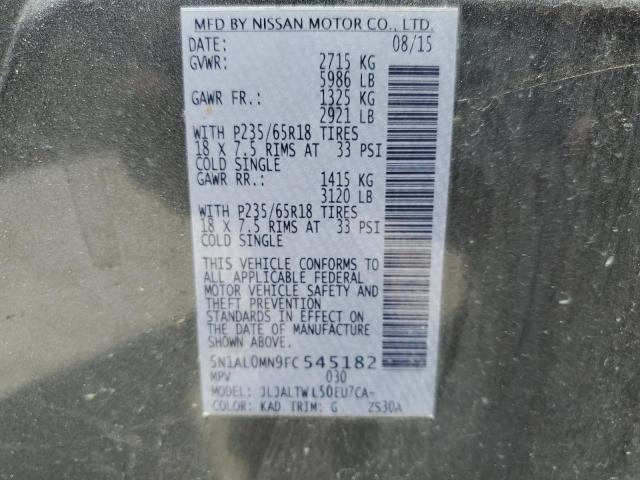 MFD BY NISSAN MOTOR CO., LTD.
DATE: 08/15
GVWR: 2715 KG
5986 LB
GAWR FR.: 1325 KG
2921 LB
WITH P235/65R18 TIRES
18 X 7.5 RIMS AT 33 PSI
COLD SINGLE
GAWR RR.: 1415 KG
3120 LB
WITH P235/65R18 TIRES
18 X 7.5 RIMS AT 33 PSI
COLD SINGLE
THIS VEHICLE CONFORMS TO
ALL APPLICABLE FEDERAL
MOTOR VEHICLE SAFETY AND
THEFT PREVENTION
STANDARDS IN EFFECT ON
THE DATE OF MANUFACTURE
SHOWN ABOVE.
5N1AL0MN9FC545182
MPV 030
MODEL: JLJALTWL50EU7CA-
COLOR: KAD TRIM: G ZS30A